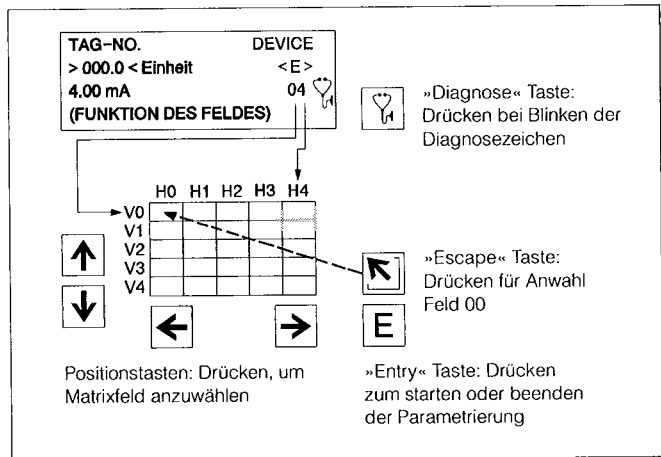 TAG-NO. DEVICE
> 000.0 < Einheit <E>
4.00 mA 04
(FUNKTION DES FELDES)
»Diagnose« Taste:
Drücken bei Blinken der
Diagnosezeichen
H0 H1 H2 H3 H4
V0
V1
V2
V3
V4
»Escape« Taste:
Drücken für Anwahl
Feld 00
E
Positionstasten: Drücken, um
Matrixfeld anzuwählen
»Entry« Taste: Drücken
zum starten oder beenden
der Parametrierung